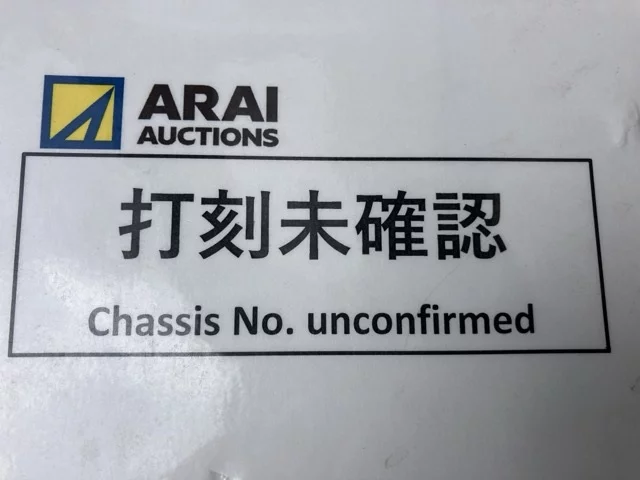 ARAI
AUCTIONS
打刻未確認
Chassis No. unconfirmed